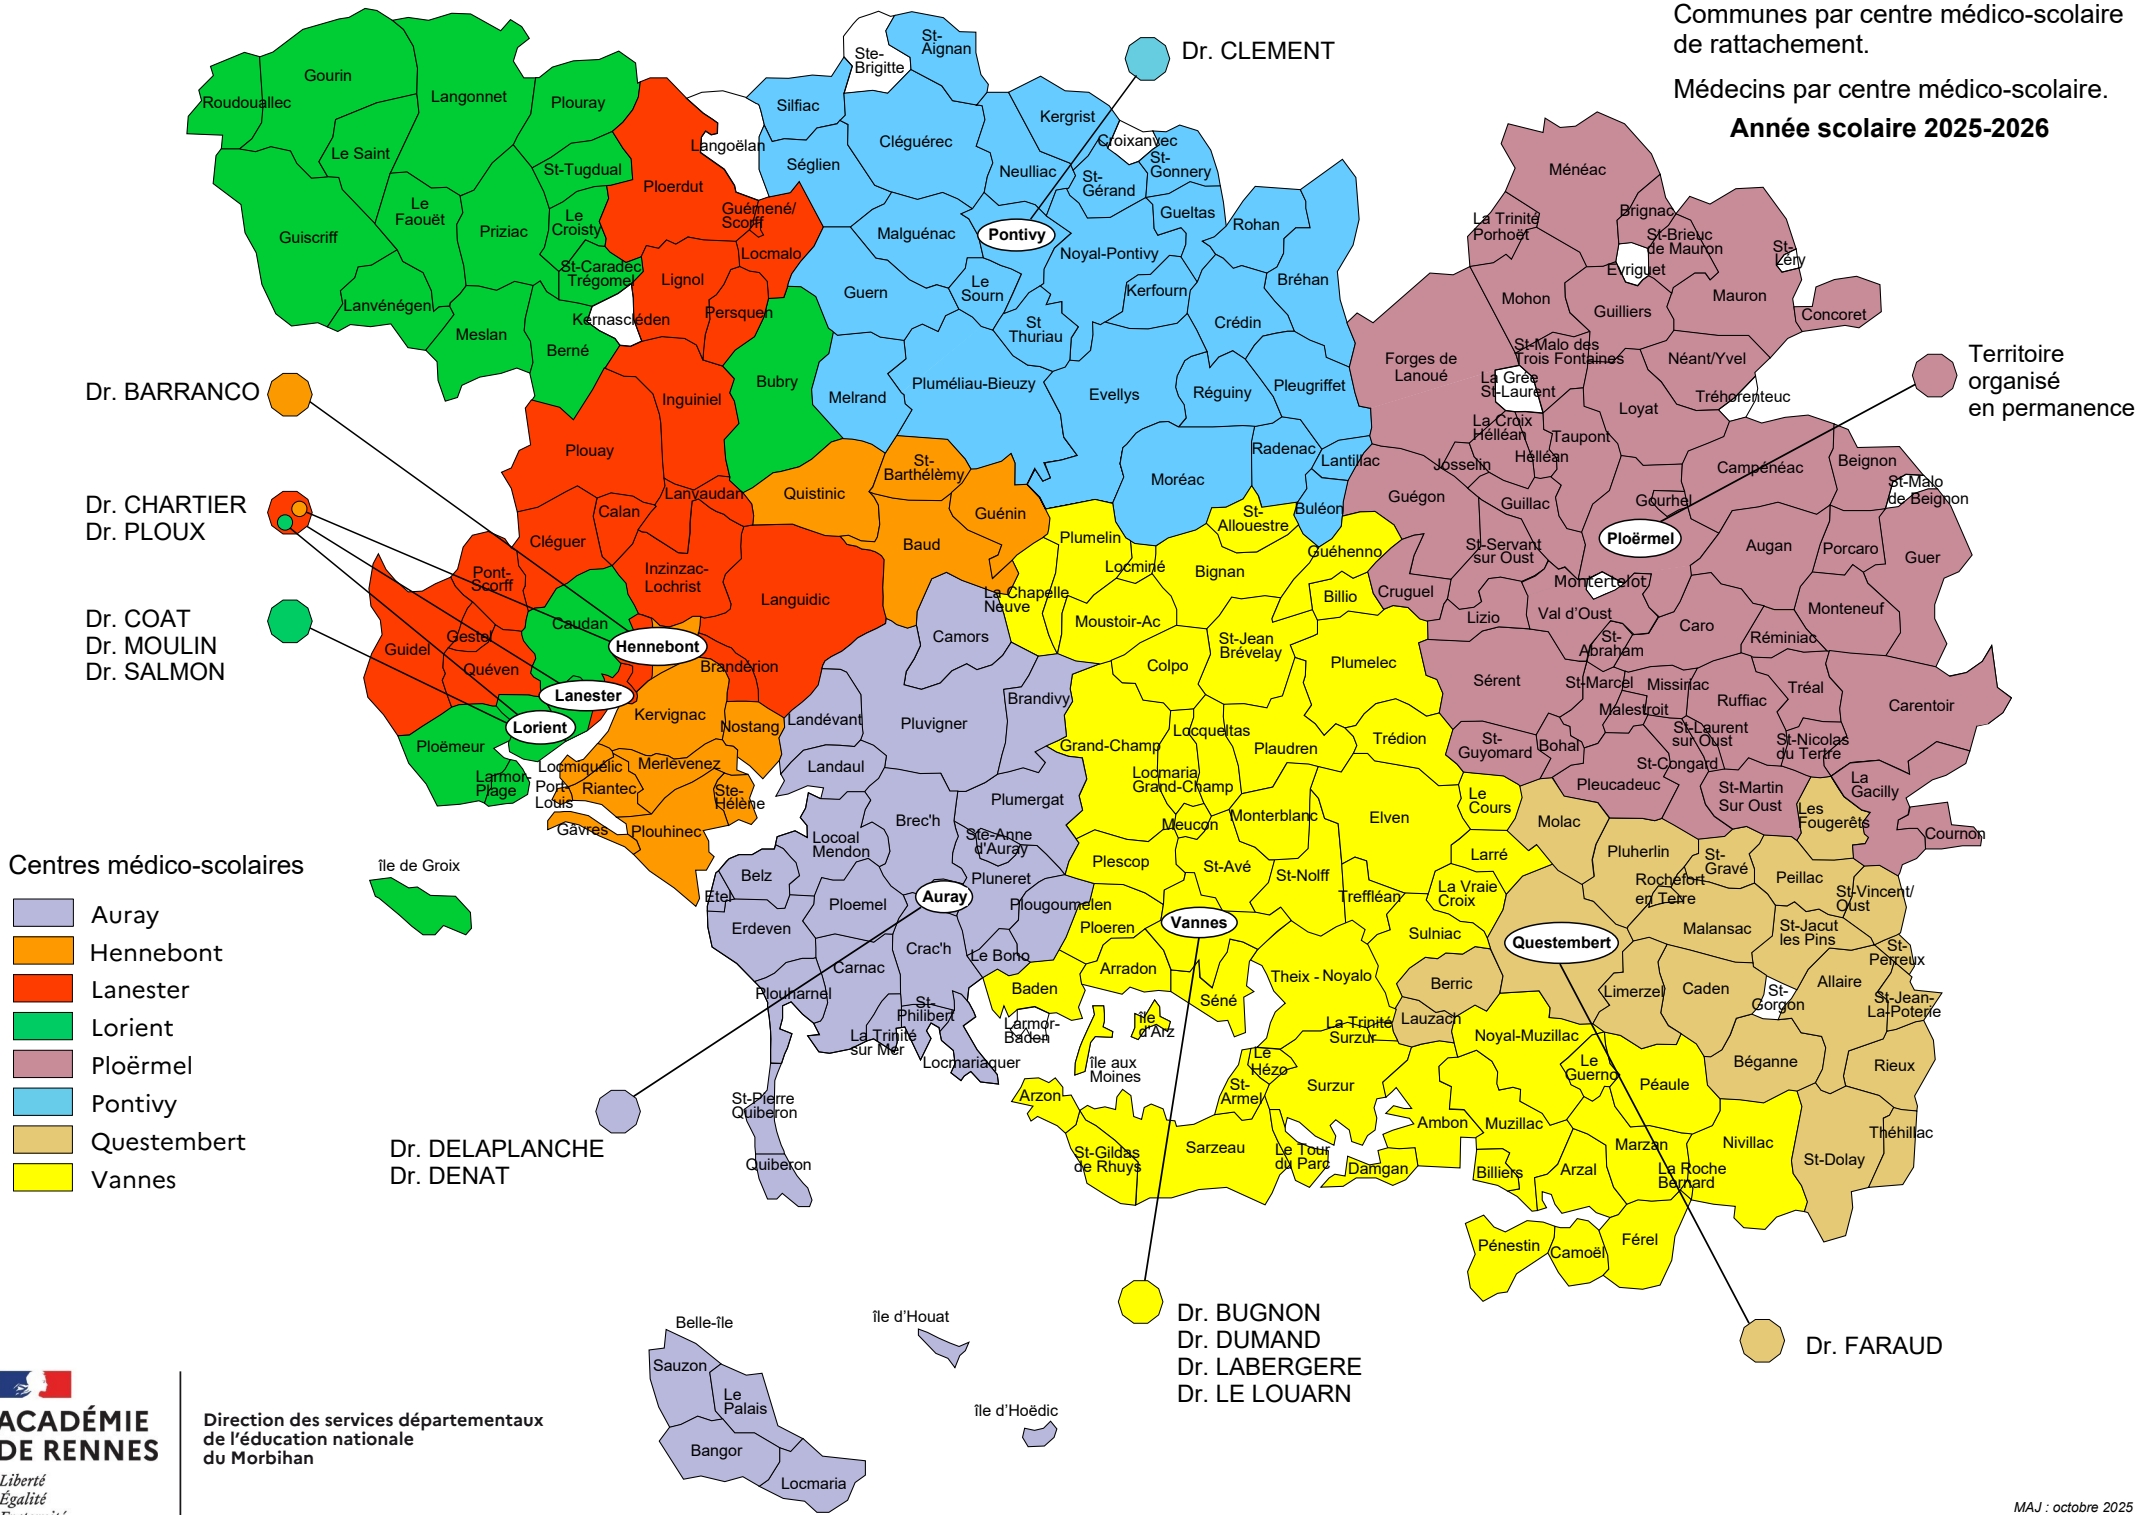 Communes par centre médico-scolaire
de rattachement.
Médecins par centre médico-scolaire.
Année scolaire 2025-2026
Dr. CLEMENT
Territoire
organisé
en permanence
Dr. BARRANCO
Dr. CHARTIER
Dr. PLOUX
Dr. COAT
Dr. MOULIN
Dr. SALMON
Roudouallec
Gourin
Langonnet
Plouray
Le Saint
St-Tugdual
Le
Faouët
Priziac
Le
Croisty
Guiscriff
St-Caradec
Trégomel
Lanvénégen
Meslan
Berné
Kernascléden
Ploerdut
Langoëlan
Guémené/
Scorff
Locmalo
Lignol
Persquen
Bubry
Inguiniel
Plouay
Lanvaudan
Calan
Cléguer
Inzinzac-
Lochrist
Languidic
Pont-
Scorff
Caudan
Gestel
Guidel
Quéven
Hennebont
Lanester
Lorient
Brandérion
Kervignac
Nostang
Ploëmeur
Larmor-
Plage
Locmiquélic
Merlevenez
Port-
Louis
Riantec
Ste-
Hélène
Gâvres
Plouhinec
île de Groix
Ste-
Brigitte
St-
Aignan
Silfiac
Cléguérec
Kergrist
Croixanvec
St-
Gonnery
Séglien
Neulliac
St-
Gérand
Gueltas
Rohan
Malguénac
Pontivy
Noyal-Pontivy
Guern
Le
Sourn
Kerfourn
Bréhan
St
Thuriau
Crédin
Melrand
Pluméliau-Bieuzy
Evellys
Réguiny
Pleugriffet
Radenac
Lantillac
Moréac
Buléon
Quistinic
St-
Barthélèmy
Guénin
Baud
Ménéac
La Trinité
Porhoët
Brignac
St-Brieuc
de Mauron
Evriguet
St-
Léry
Mohon
Guilliers
Mauron
Concoret
Forges de
Lanoué
St-Malo des
Trois Fontaines
Néant/Yvel
La Grée
St-Laurent
Tréhorenteuc
Loyat
La Croix
Hélléan
Taupont
Josselin
Hélléan
Campénéac
Beignon
St-Malo
de Beignon
Guégon
Guillac
Gourhel
Ploërmel
St-Servant
sur Oust
Augan
Porcaro
Guer
Montertelot
Cruguel
Lizio
Val d’Oust
Monteneuf
Caro
Réminiac
St-
Abraham
Sérent
St-Marcel
Missiriac
Ruffiac
Tréal
Carentoir
Malestroit
St-Laurent
sur Oust
St-Nicolas
du Tertre
St-
Guyomard
Bohal
St-Congard
Pleucadeuc
St-Martin
Sur Oust
La
Gacilly
Cournon
Plumelin
St-
Allouestre
Guéhenno
Locminé
Bignan
La Chapelle
Neuve
Billio
Moustoir-Ac
St-Jean
Brévelay
Colpo
Plumelec
Locqueltas
Grand-Champ
Plaudren
Trédion
Locmaria
Grand-Champ
Meucon
Monterblanc
Elven
Le
Cours
Larré
Plescop
St-Avé
St-Nolff
Treffléan
La Vraie
Croix
Ploeren
Vannes
Sulniac
Arradon
Baden
Séné
Theix - Noyalo
Larmor-
Baden
île
d'Arz
île aux
Moines
La Trinité
Surzur
Le
Hézo
St-
Armel
Surzur
Arzon
St-Gildas
de Rhuys
Sarzeau
Le Tour
du Parc
Damgan
Ambon
Muzillac
Noyal-Muzillac
Le
Guerno
Péaule
Billiers
Arzal
Marzan
La Roche
Bernard
Nivillac
Pénestin
Camoël
Férel
Camors
Brandivy
Landévant
Pluvigner
Landaul
Plumergat
Brec'h
Locoal
Mendon
Ste-Anne
d'Auray
Belz
Pluneret
Etel
Ploemel
Auray
Plougoumelen
Erdeven
Crac'h
Le Bono
Carnac
Plouharnel
St-
Philibert
La Trinité
sur Mer
Locmariaquer
St-Pierre
Quiberon
Quiberon
Molac
Les
Fougerêts
Pluherlin
St-
Gravé
Peillac
Rochefort
en Terre
St-Vincent/
Oust
Malansac
St-Jacut
les Pins
Questembert
St-
Perreux
Berric
Limerzel
Caden
St-
Gorgon
Allaire
St-Jean-
La-Poterie
Lauzach
Béganne
Rieux
Théhillac
St-Dolay
Dr. DELAPLANCHE
Dr. DENAT
Dr. BUGNON
Dr. DUMAND
Dr. LABERGERE
Dr. LE LOUARN
Dr. FARAUD
Belle-île
Sauzon
Le
Palais
Bangor
Locmaria
île d’Houat
île d’Hoëdic
Centres médico-scolaires
Auray
Hennebont
Lanester
Lorient
Ploërmel
Pontivy
Questembert
Vannes
ACADÉMIE
DE RENNES
Liberté
Égalité
Direction des services départementaux
de l’éducation nationale
du Morbihan
MAJ : octobre 2025